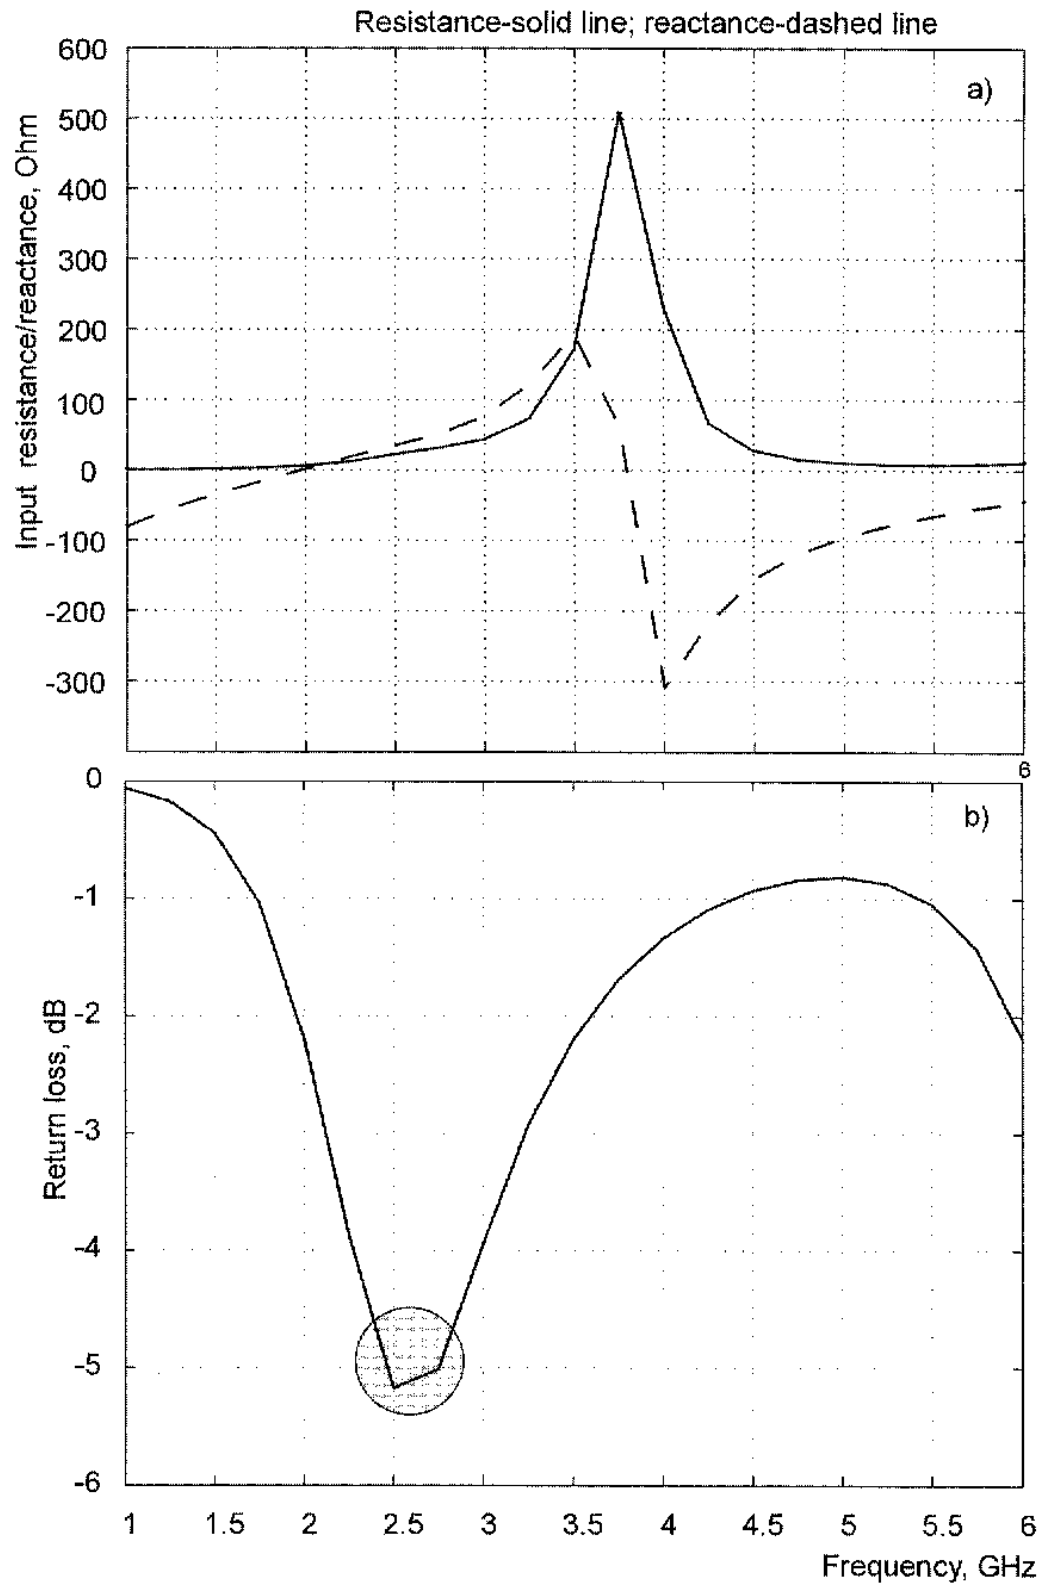 Resistance-solid line; reactance-dashed line
600
a)
500
400
300
200
100
0
-100
-200
-300
Input resistance/reactance, Ohm
6
0
b)
-1
-2
-3
-4
-5
-6
Return loss, dB
1 1.5 2 2.5 3 3.5 4 4.5 5 5.5 6
Frequency, GHz